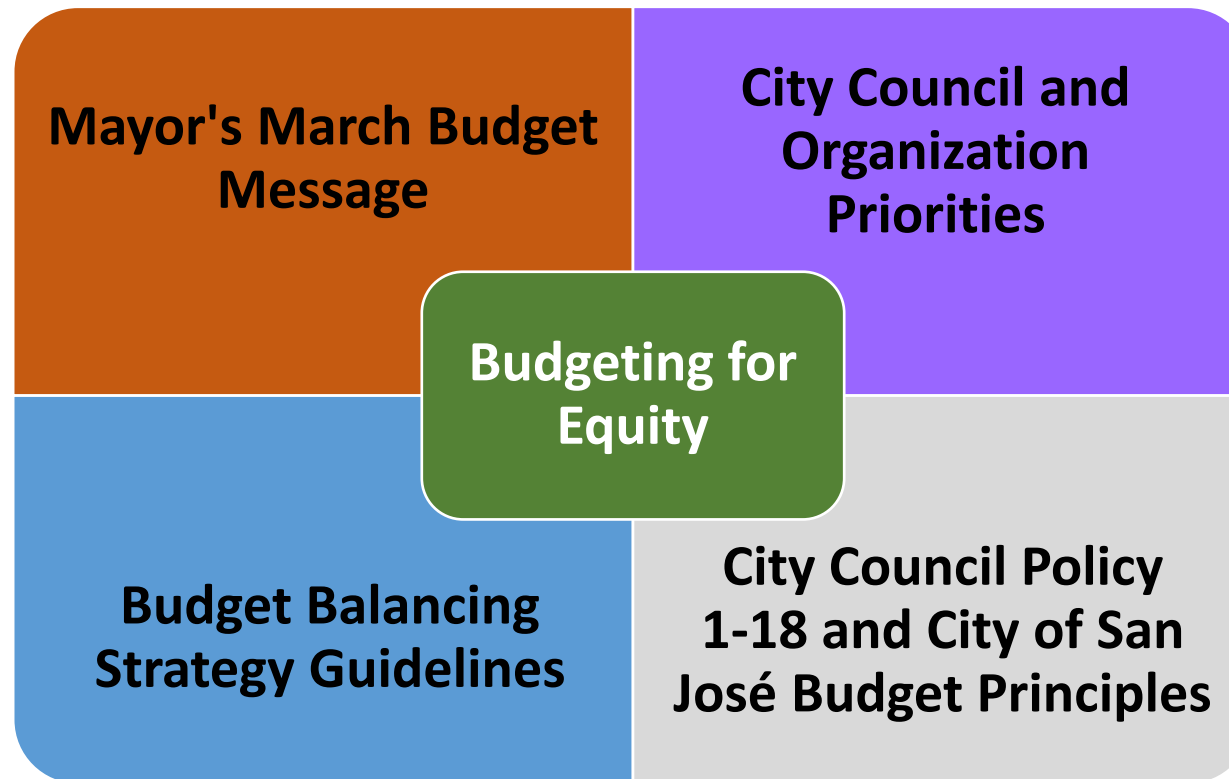 Mayor's March Budget
Message
City Council and
Organization
Priorities
Budgeting for
Equity
Budget Balancing
Strategy Guidelines
City Council Policy
1-18 and City of San
José Budget Principles